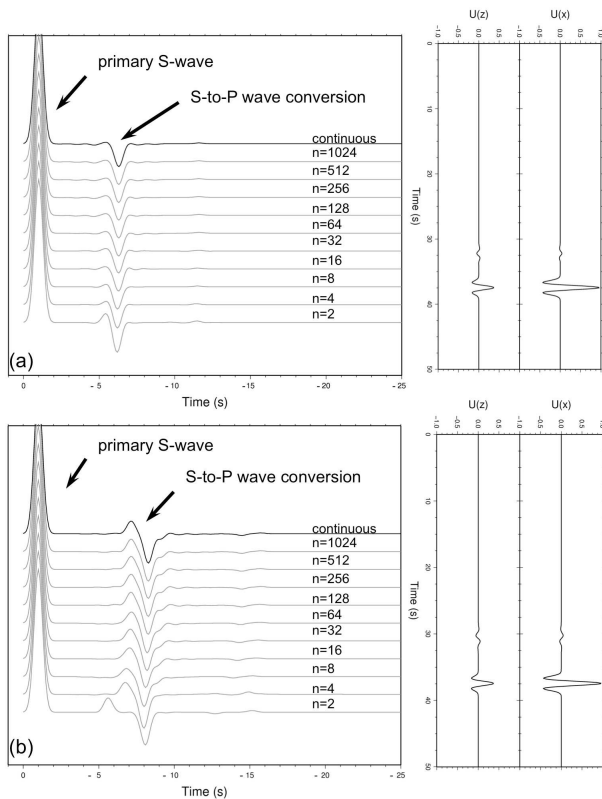 primary S-wave
S-to-P wave conversion
continuous
n=1024
n=512
n=256
n=128
n=64
n=32
n=16
n=8
n=4
n=2
(a)
0 - 5 -10 -15 -20 -25
Time (s)
U(z) U(x)
-1.0 -0.5 0.0 0.5 -1.0 -0.5 0.0 0.5 1.0
0
10
20
30
40
50
Time (s)
primary S-wave
S-to-P wave conversion
continuous
n=1024
n=512
n=256
n=128
n=64
n=32
n=16
n=8
n=4
n=2
(b)
0 - 5 -10 -15 -20 -25
Time (s)
U(z) U(x)
-1.0 -0.5 0.0 0.5 -1.0 -0.5 0.0 0.5 1.0
0
10
20
30
40
50
Time (s)